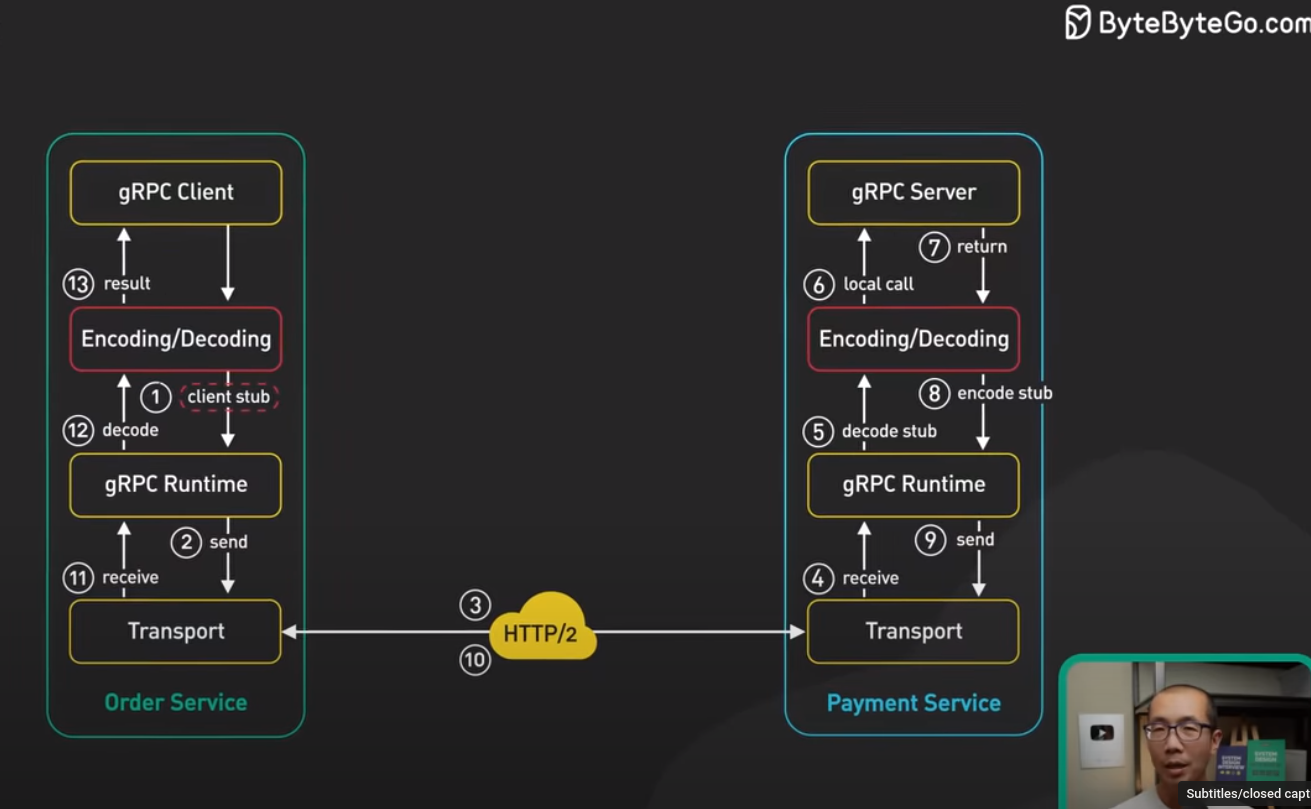 ByteByteGo.com
gRPC Client
13 result
Encoding/Decoding
1 client stub
12 decode
gRPC Runtime
2 send
11 receive
Transport
Order Service
3
HTTP/2
10
gRPC Server
7 return
6 local call
Encoding/Decoding
8 encode stub
5 decode stub
gRPC Runtime
9 send
4 receive
Transport
Payment Service
SYSTEM
DESIGN
INTERVIEW
SYSTEM
DESIGN
Subtitles/closed capt